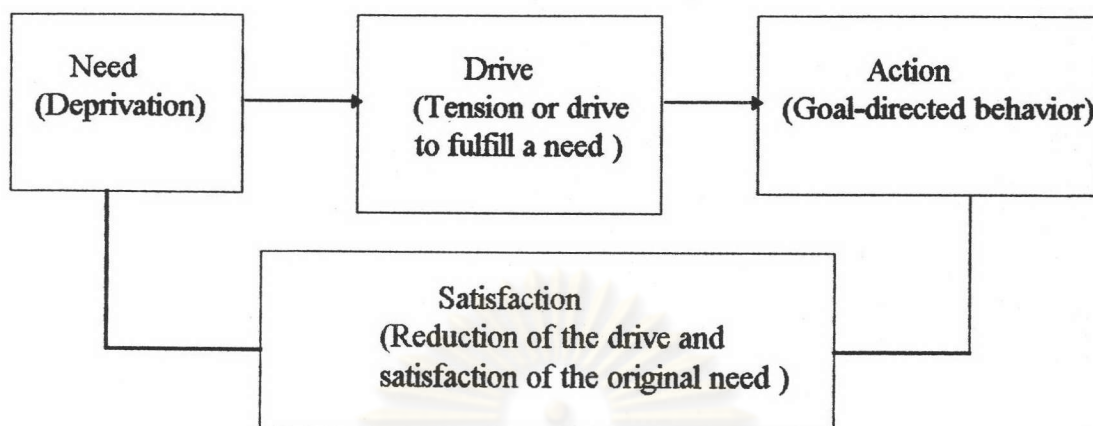 Need
(Deprivation)
Drive
(Tension or drive
to fulfill a need )
Action
(Goal-directed behavior)
Satisfaction
(Reduction of the drive and
satisfaction of the original need )